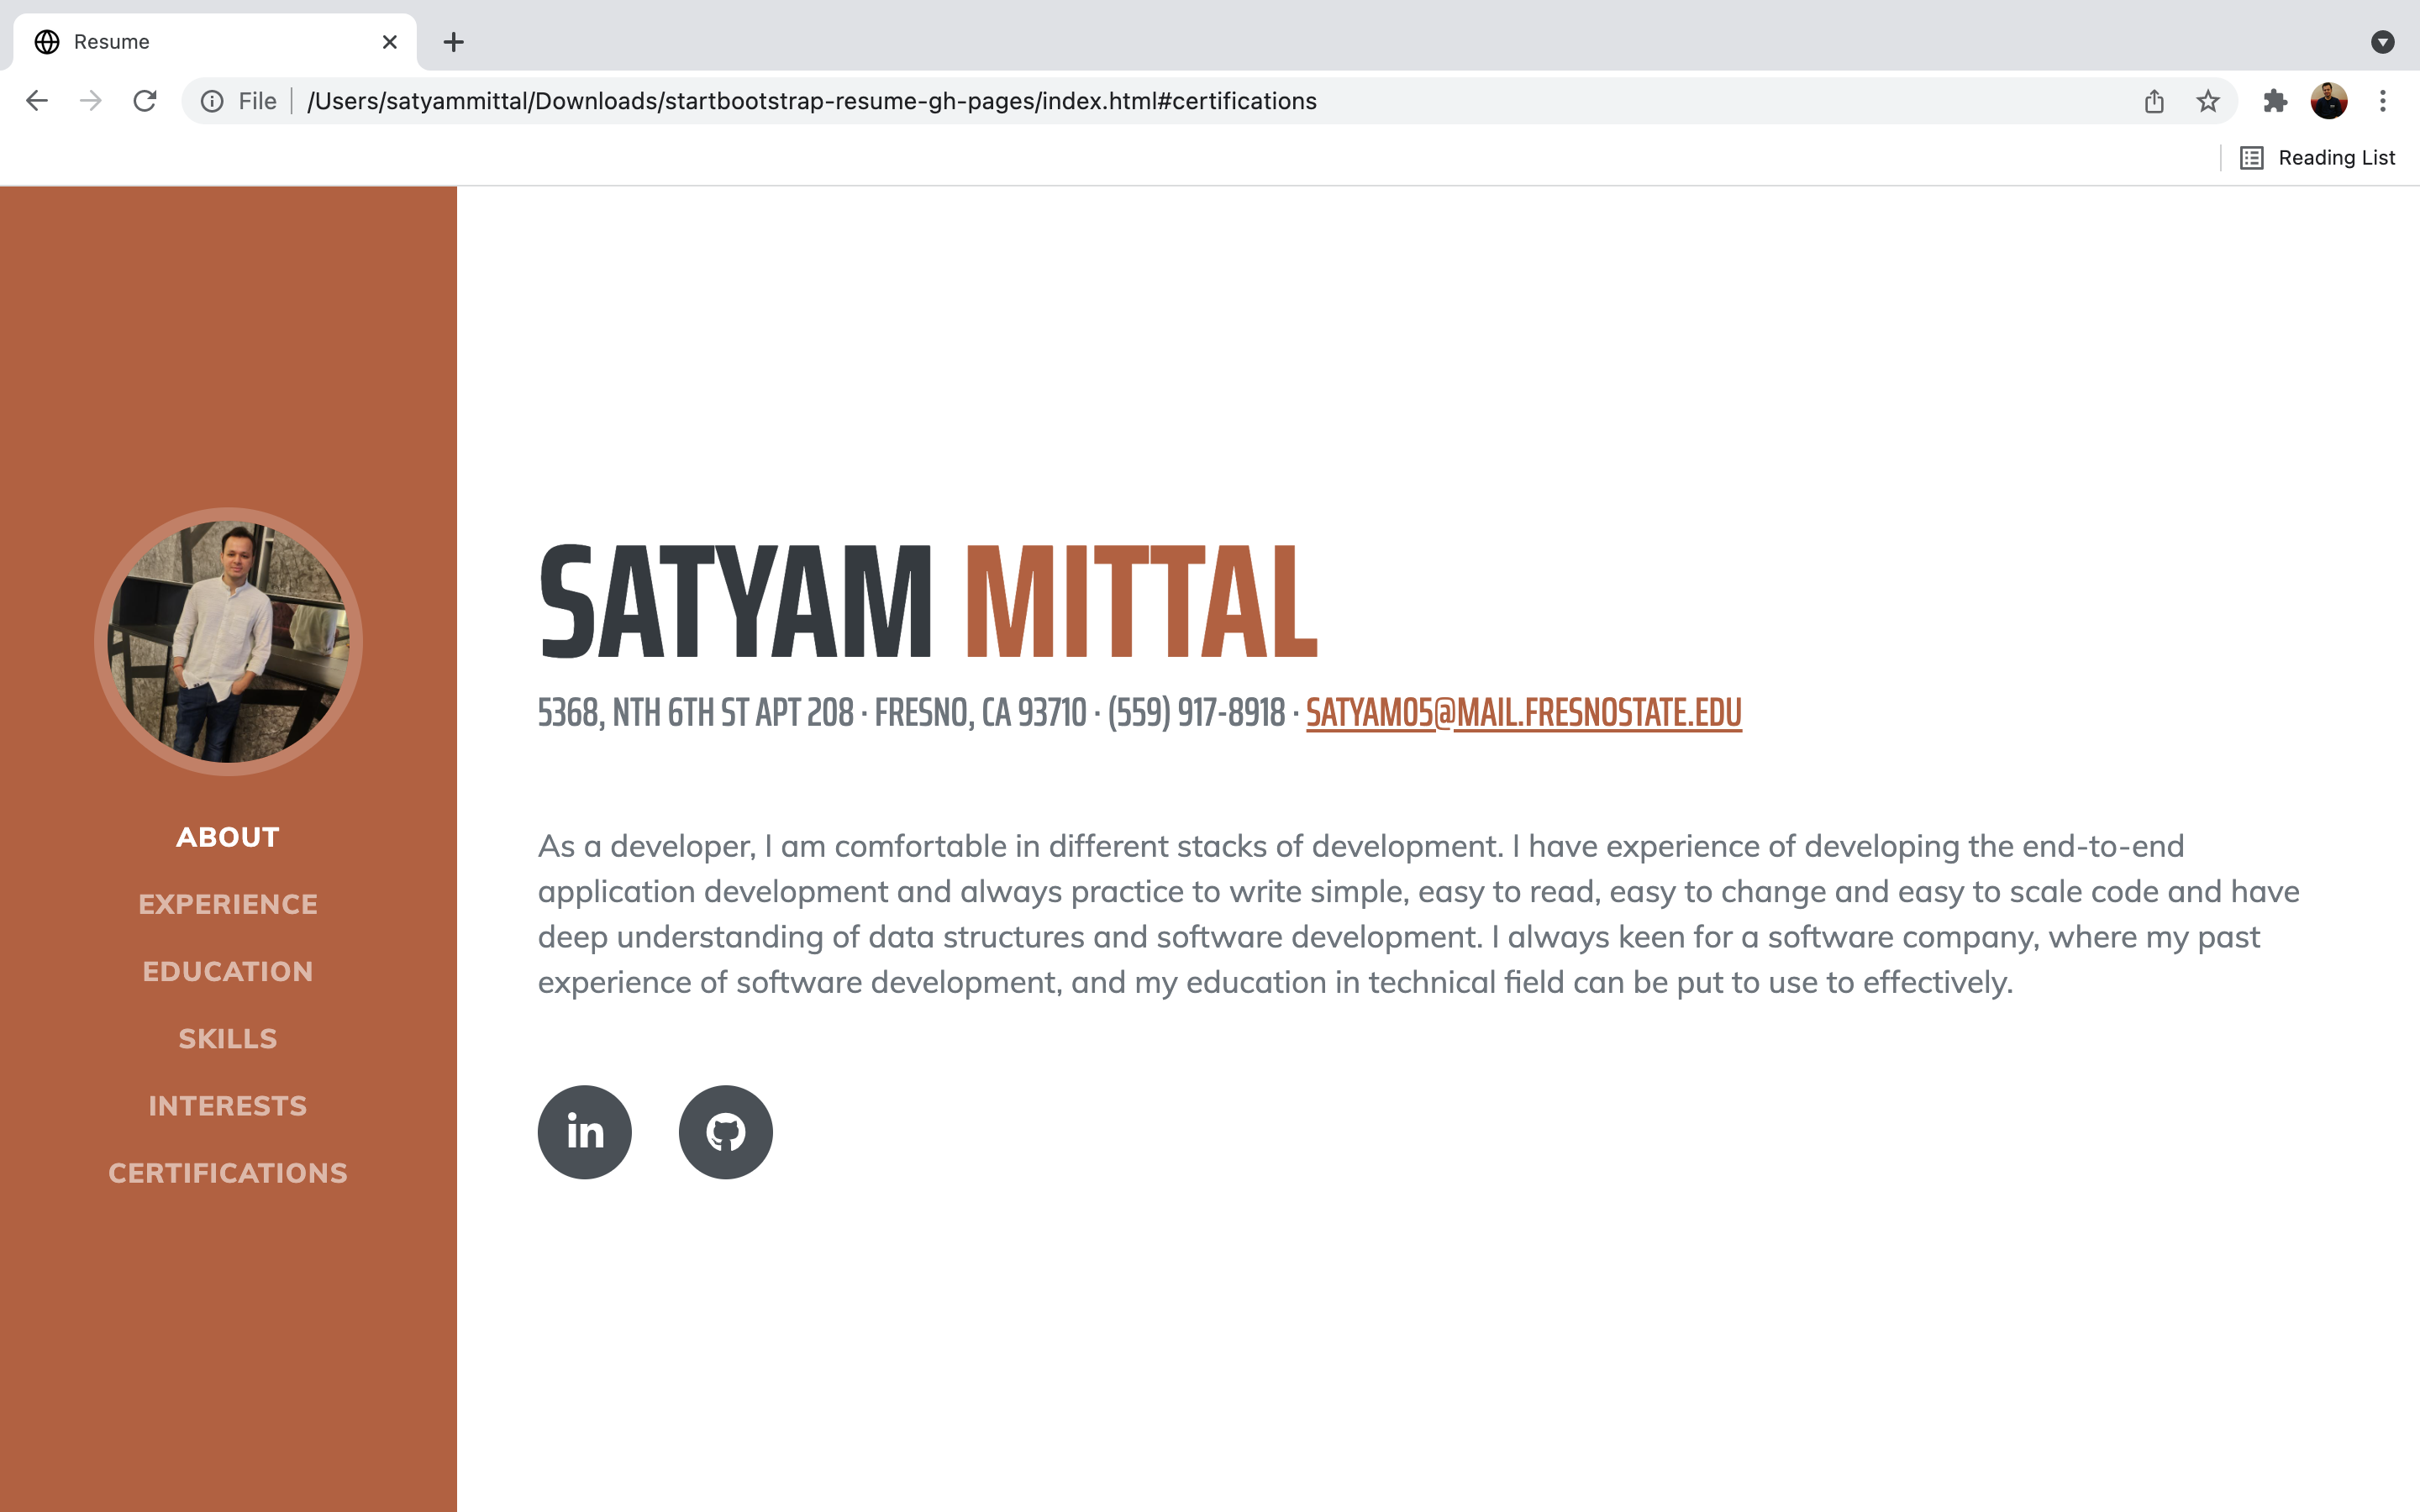 Resume
File
/Users/satyammittal/Downloads/startbootstrap-resume-gh-pages/index.html#certifications
Reading List
SATYAM MITTAL
5368, NTH 6TH ST APT 208 · FRESNO, CA 93710 · (559) 917-8918 · SATYAM05@MAIL.FRESNOSTATE.EDU
ABOUT
EXPERIENCE
EDUCATION
SKILLS
INTERESTS
CERTIFICATIONS
As a developer, I am comfortable in different stacks of development. I have experience of developing the end-to-end
application development and always practice to write simple, easy to read, easy to change and easy to scale code and have
deep understanding of data structures and software development. I always keen for a software company, where my past
experience of software development, and my education in technical field can be put to use to effectively.
in